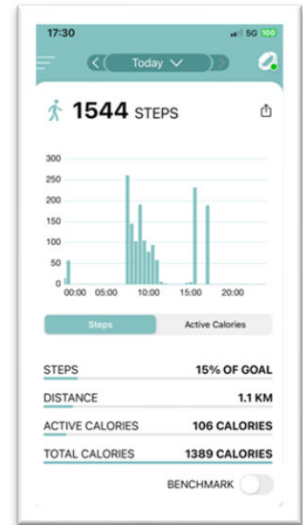 17:30 5G 100
Today
1544 STEPS
300
250
200
150
100
50
0
00:00 05:00 10:00 15:00 20:00
Steps Active Calories
STEPS 15% OF GOAL
DISTANCE 1.1 KM
ACTIVE CALORIES 106 CALORIES
TOTAL CALORIES 1389 CALORIES
BENCHMARK